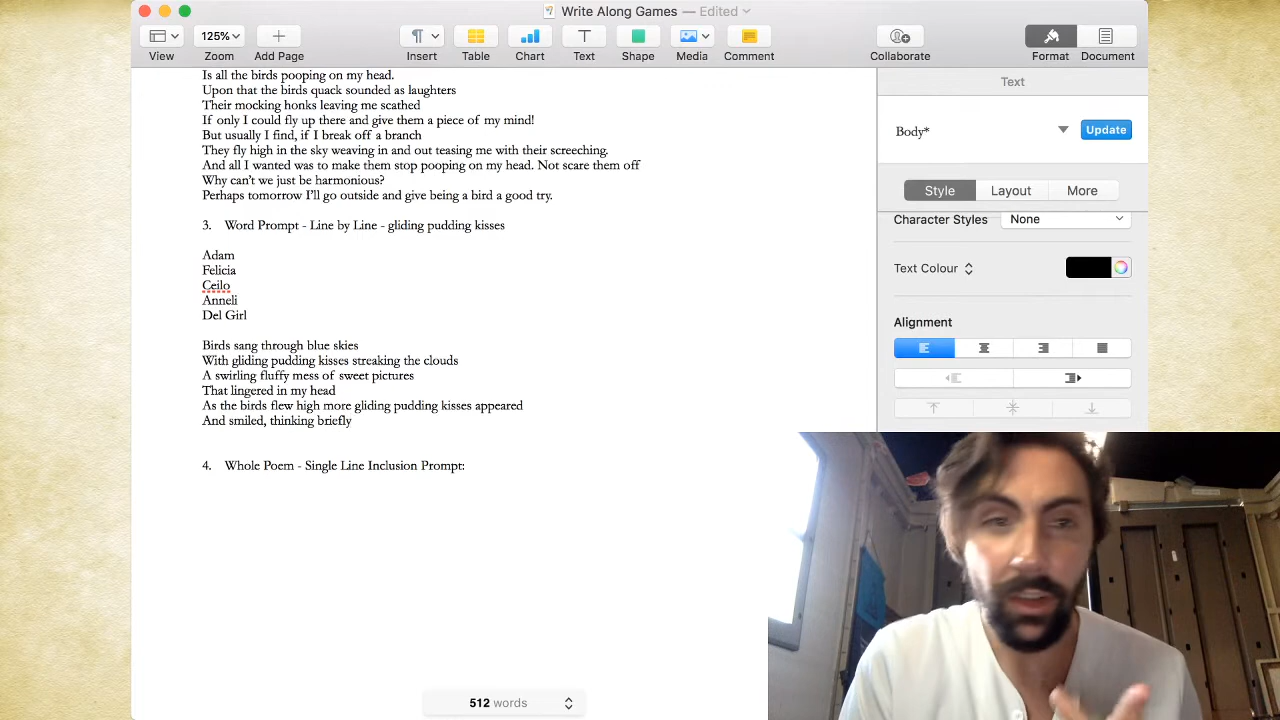 Write Along Games — Edited
125%
View
Zoom
Add Page
Insert
Table
Chart
Text
Shape
Media
Comment
Collaborate
Format
Document
Is all the birds pooping on my head.
Upon that the birds quack sounded as laughters
Their mocking honks leaving me scathed
If only I could fly up there and give them a piece of my mind!
But usually I find, if I break off a branch
They fly high in the sky weaving in and out teasing me with their screeching.
And all I wanted was to make them stop pooping on my head. Not scare them off
Why can't we just be harmonious?
Perhaps tomorrow I'll go outside and give being a bird a good try.
3. Word Prompt - Line by Line - gliding pudding kisses
Adam
Felicia
Ceilo
Anneli
Del Girl
Birds sang through blue skies
With gliding pudding kisses streaking the clouds
A swirling fluffy mess of sweet pictures
That lingered in my head
As the birds flew high more gliding pudding kisses appeared
And smiled, thinking briefly
4. Whole Poem - Single Line Inclusion Prompt:
512 words
Text
Body*
Update
Style
Layout
More
Character Styles
None
Text Colour
Alignment